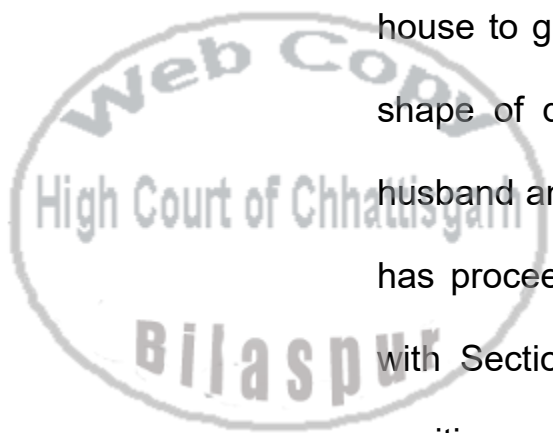 Web Copy
High Court of Chhattisgarh
Bilaspur
house to g
shape of
husband
has procee
with Sectio